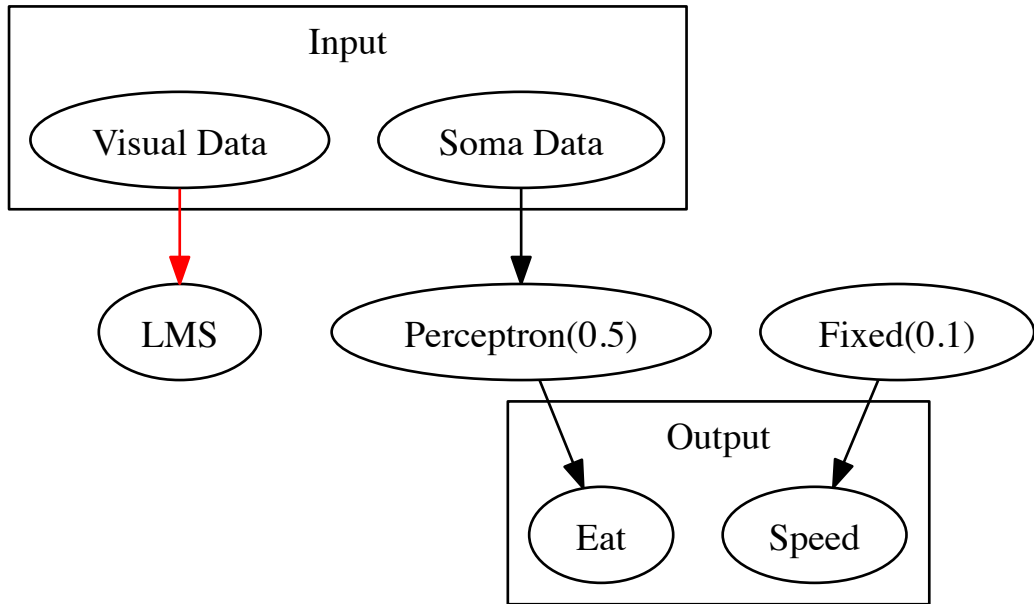 Input
Visual Data
Soma Data
LMS
Perceptron(0.5)
Fixed(0.1)
Output
Eat
Speed